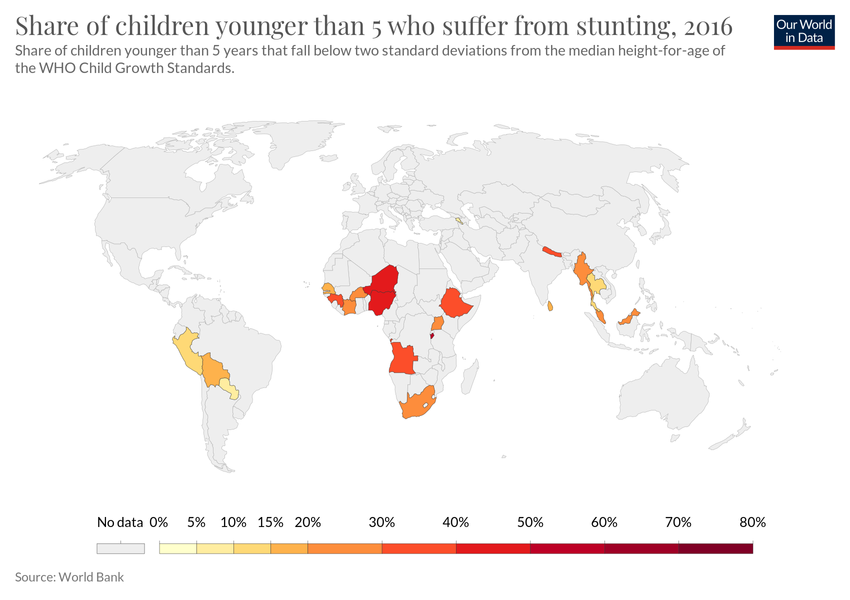 Share of children younger than 5 who suffer from stunting, 2016
Our World
in Data
Share of children younger than 5 years that fall below two standard deviations from the median height-for-age of
the WHO Child Growth Standards.
No data 0% 5% 10% 15% 20% 30% 40% 50% 60% 70% 80%
Source: World Bank